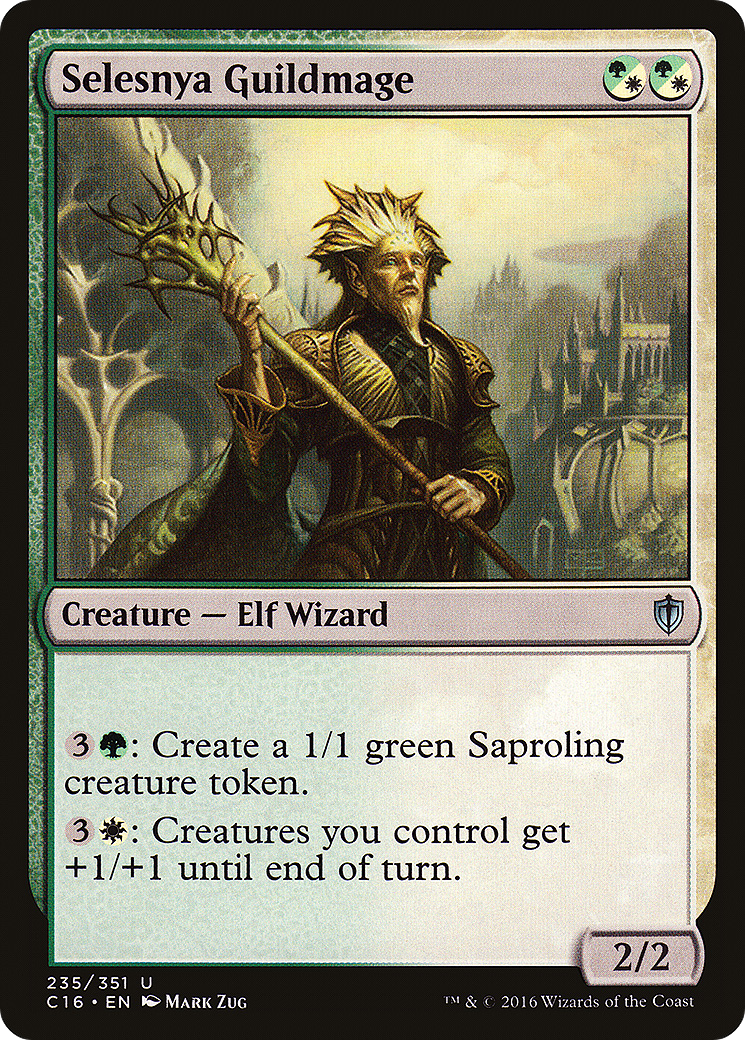 Selesnya Guildmage
Creature — Elf Wizard
3: Create a 1/1 green Saproling
creature token.
3: Creatures you control get
+1/+1 until end of turn.
2/2
235/351 U
C16 • EN Mark Zug
™ & © 2016 Wizards of the Coast